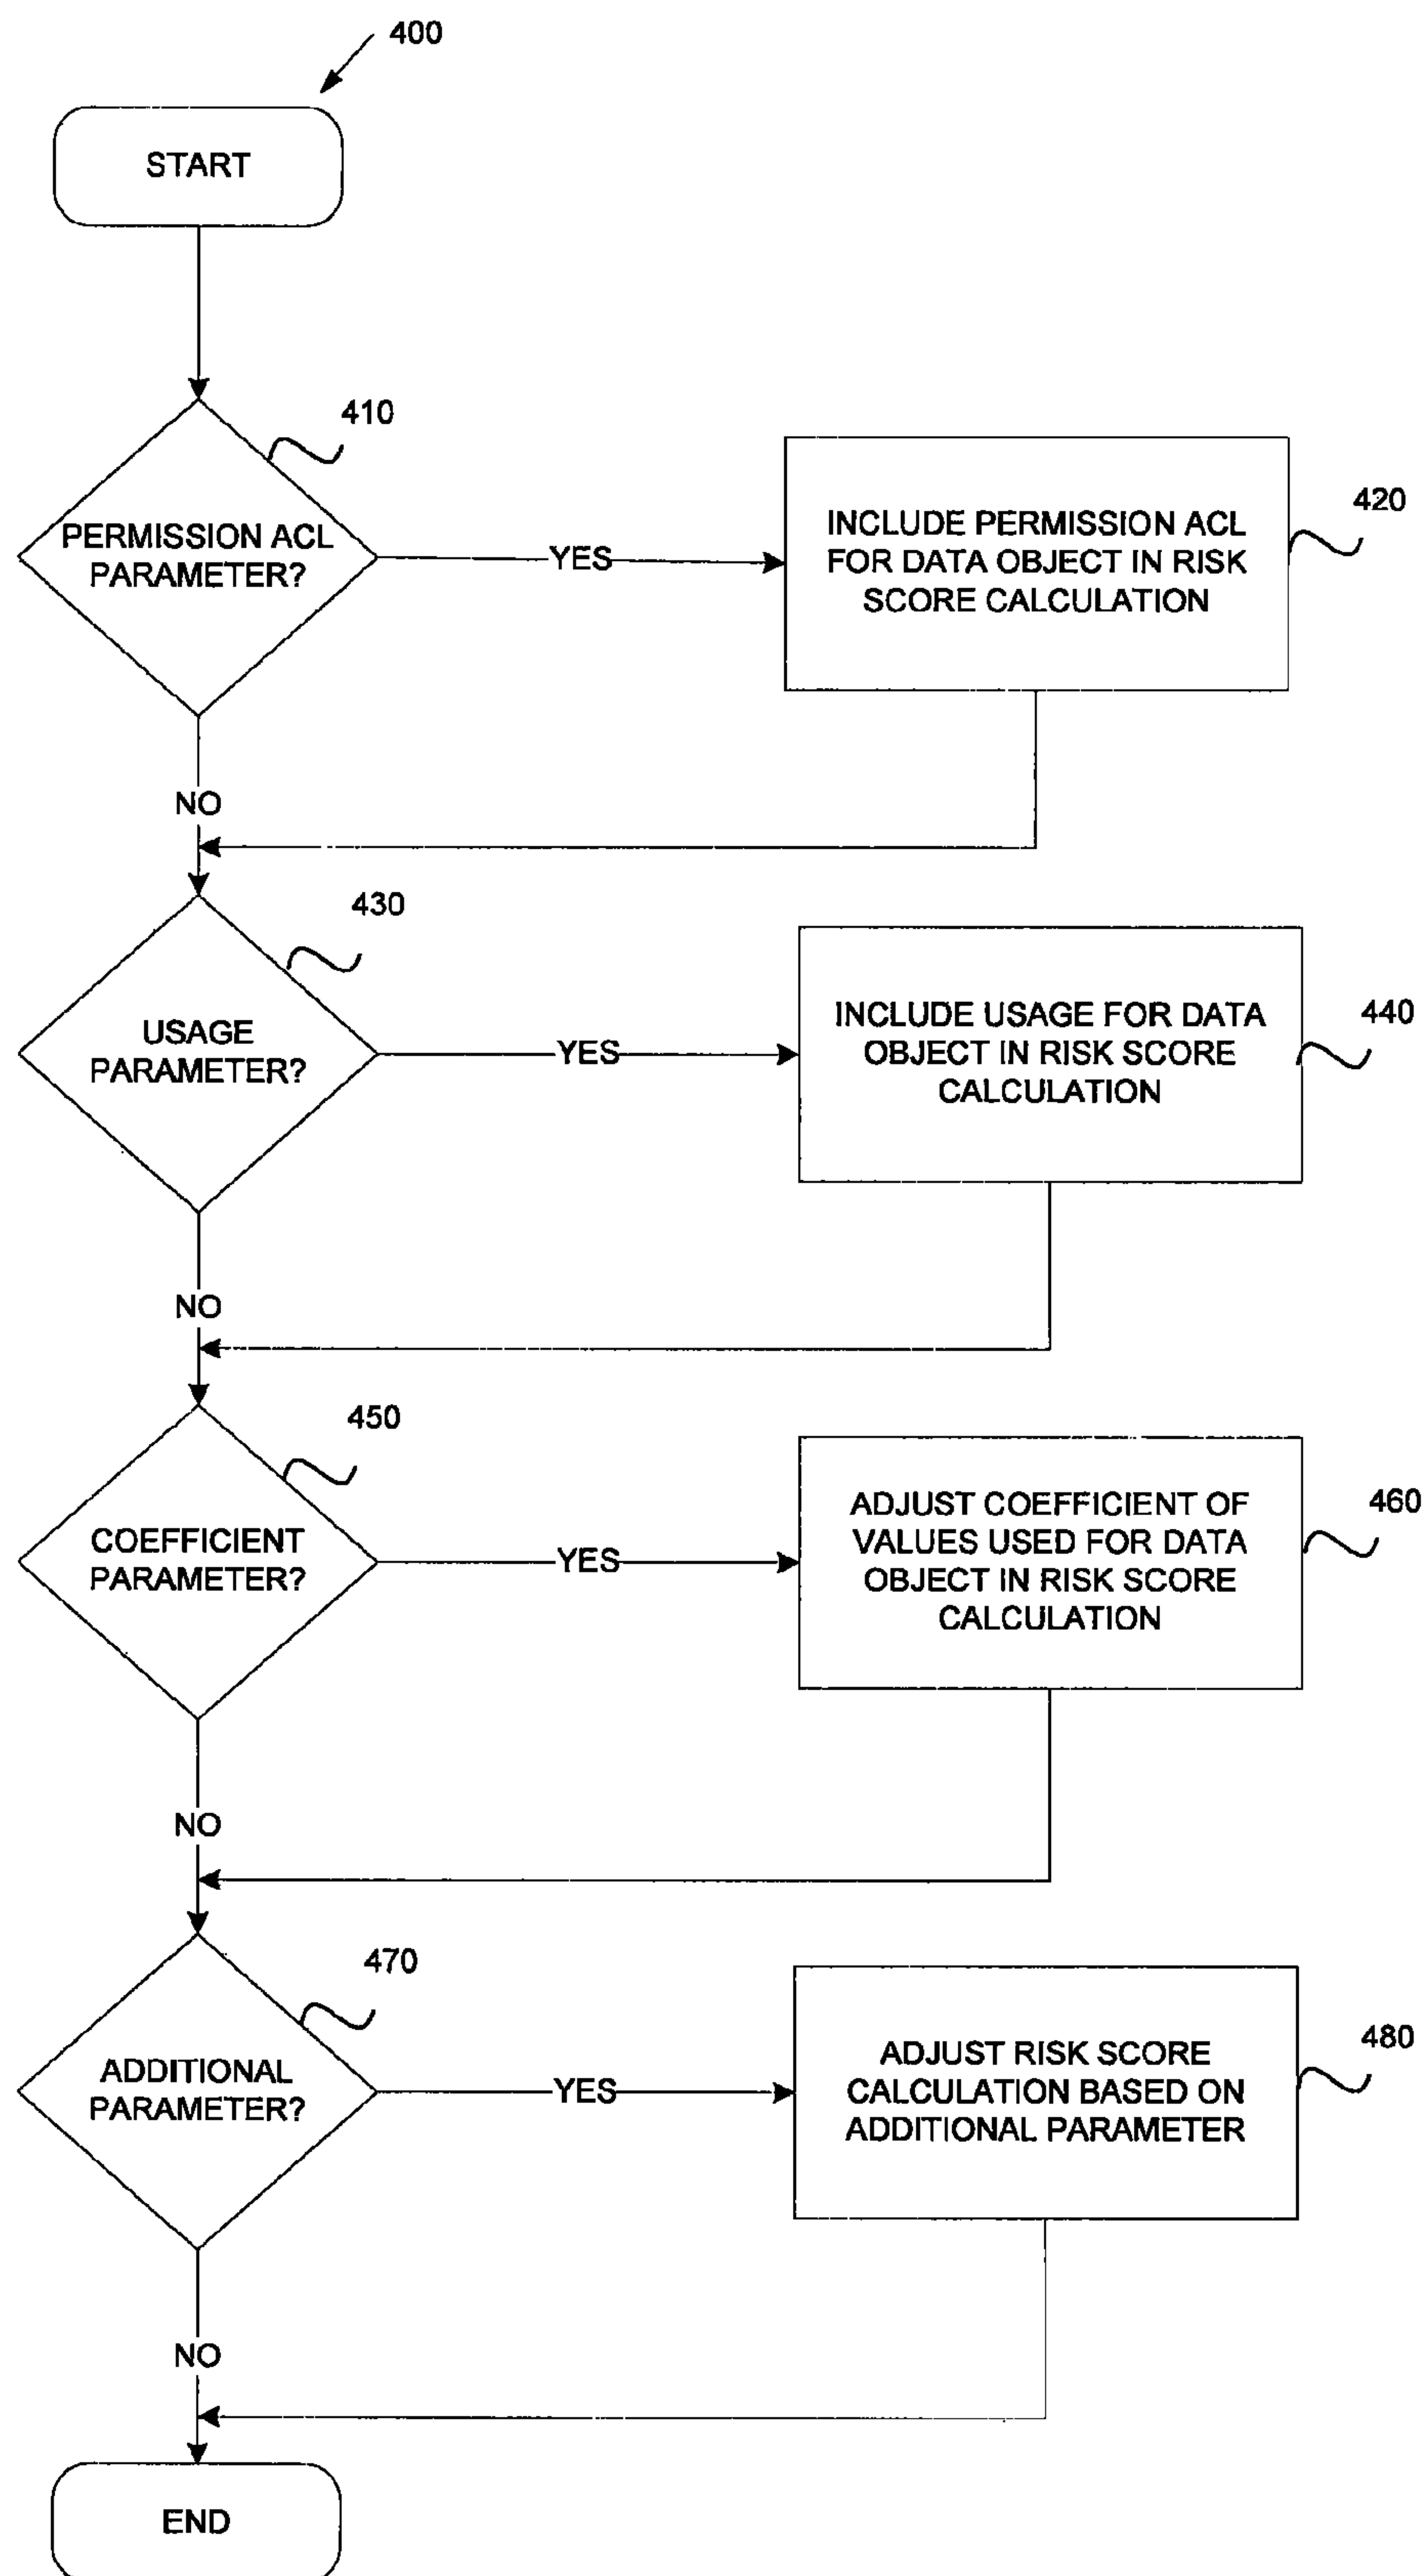 400
START
410
PERMISSION ACL
PARAMETER?
YES
INCLUDE PERMISSION ACL
FOR DATA OBJECT IN RISK
SCORE CALCULATION
420
NO
430
USAGE
PARAMETER?
YES
INCLUDE USAGE FOR DATA
OBJECT IN RISK SCORE
CALCULATION
440
NO
450
COEFFICIENT
PARAMETER?
YES
ADJUST COEFFICIENT OF
VALUES USED FOR DATA
OBJECT IN RISK SCORE
CALCULATION
460
NO
470
ADDITIONAL
PARAMETER?
YES
ADJUST RISK SCORE
CALCULATION BASED ON
ADDITIONAL PARAMETER
480
NO
END